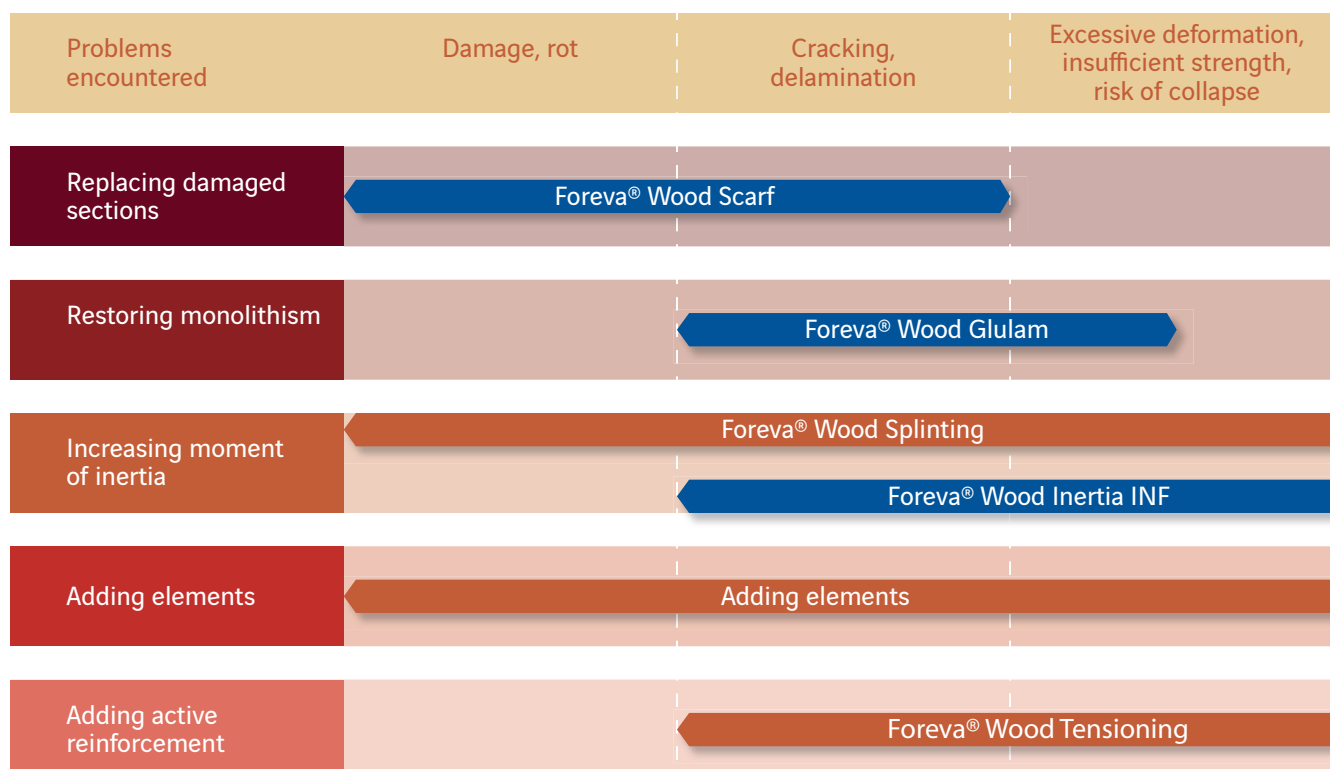 Problems
encountered
Damage, rot
Cracking,
delamination
Excessive deformation,
insufficient strength,
risk of collapse
Replacing damaged
sections
Foreva® Wood Scarf
Restoring monolithism
Foreva® Wood Glulam
Increasing moment
of inertia
Foreva® Wood Splinting
Foreva® Wood Inertia INF
Adding elements
Adding elements
Adding active
reinforcement
Foreva® Wood Tensioning